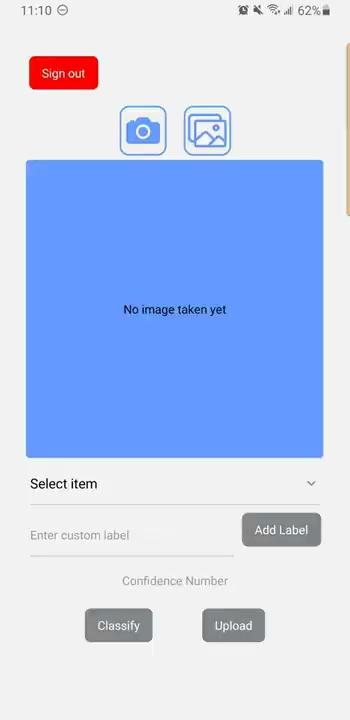 11:10
62%
Sign out
No image taken yet
Select item
Enter custom label
Add Label
Confidence Number
Classify
Upload